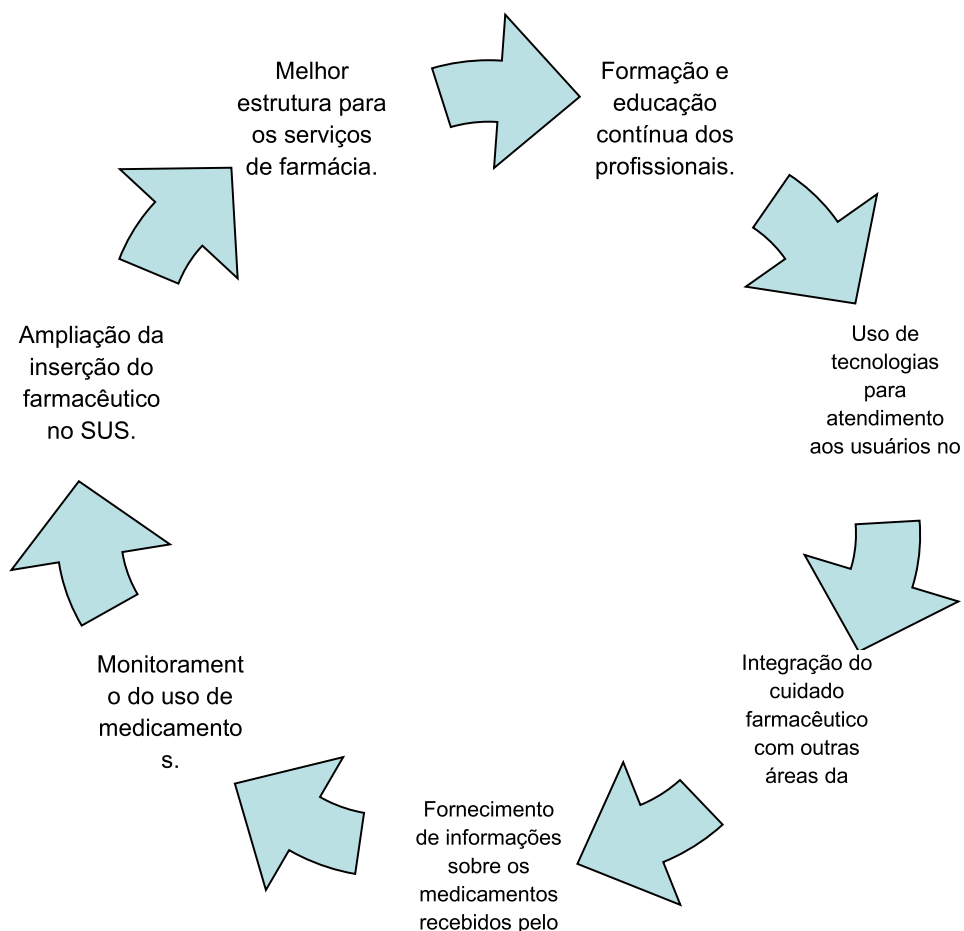 Melhor
estrutura para
os serviços
de farmácia.
Formação e
educação
contínua dos
profissionais.
Uso de
tecnologias
para
atendimento
aos usuários no
Integração do
cuidado
farmacêutico
com outras
áreas da
Fornecimento
de informações
sobre os
medicamentos
recebidos pelo
Monitorament
o do uso de
medicamento
s.
Ampliação da
inserção do
farmacêutico
no SUS.